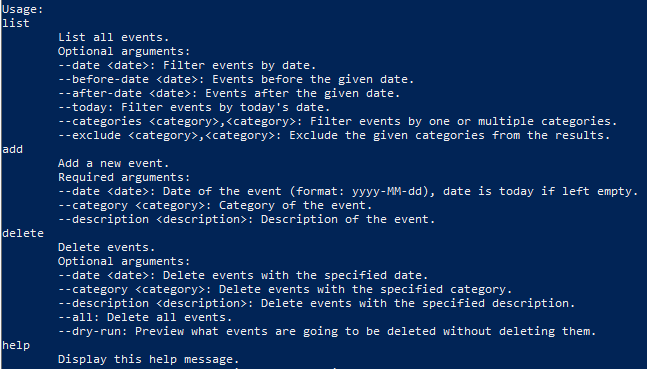 Usage:
list
List all events.
Optional arguments:
--date <date>: Filter events by date.
--before-date <date>: Events before the given date.
--after-date <date>: Events after the given date.
--today: Filter events by today's date.
--categories <category>,<category>: Filter events by one or multiple categories.
--exclude <category>,<category>: Exclude the given categories from the results.
add
Add a new event.
Required arguments:
--date <date>: Date of the event (format: yyyy-MM-dd), date is today if left empty.
--category <category>: Category of the event.
--description <description>: Description of the event.
delete
Delete events.
Optional arguments:
--date <date>: Delete events with the specified date.
--category <category>: Delete events with the specified category.
--description <description>: Delete events with the specified description.
--all: Delete all events.
--dry-run: Preview what events are going to be deleted without deleting them.
help
Display this help message.